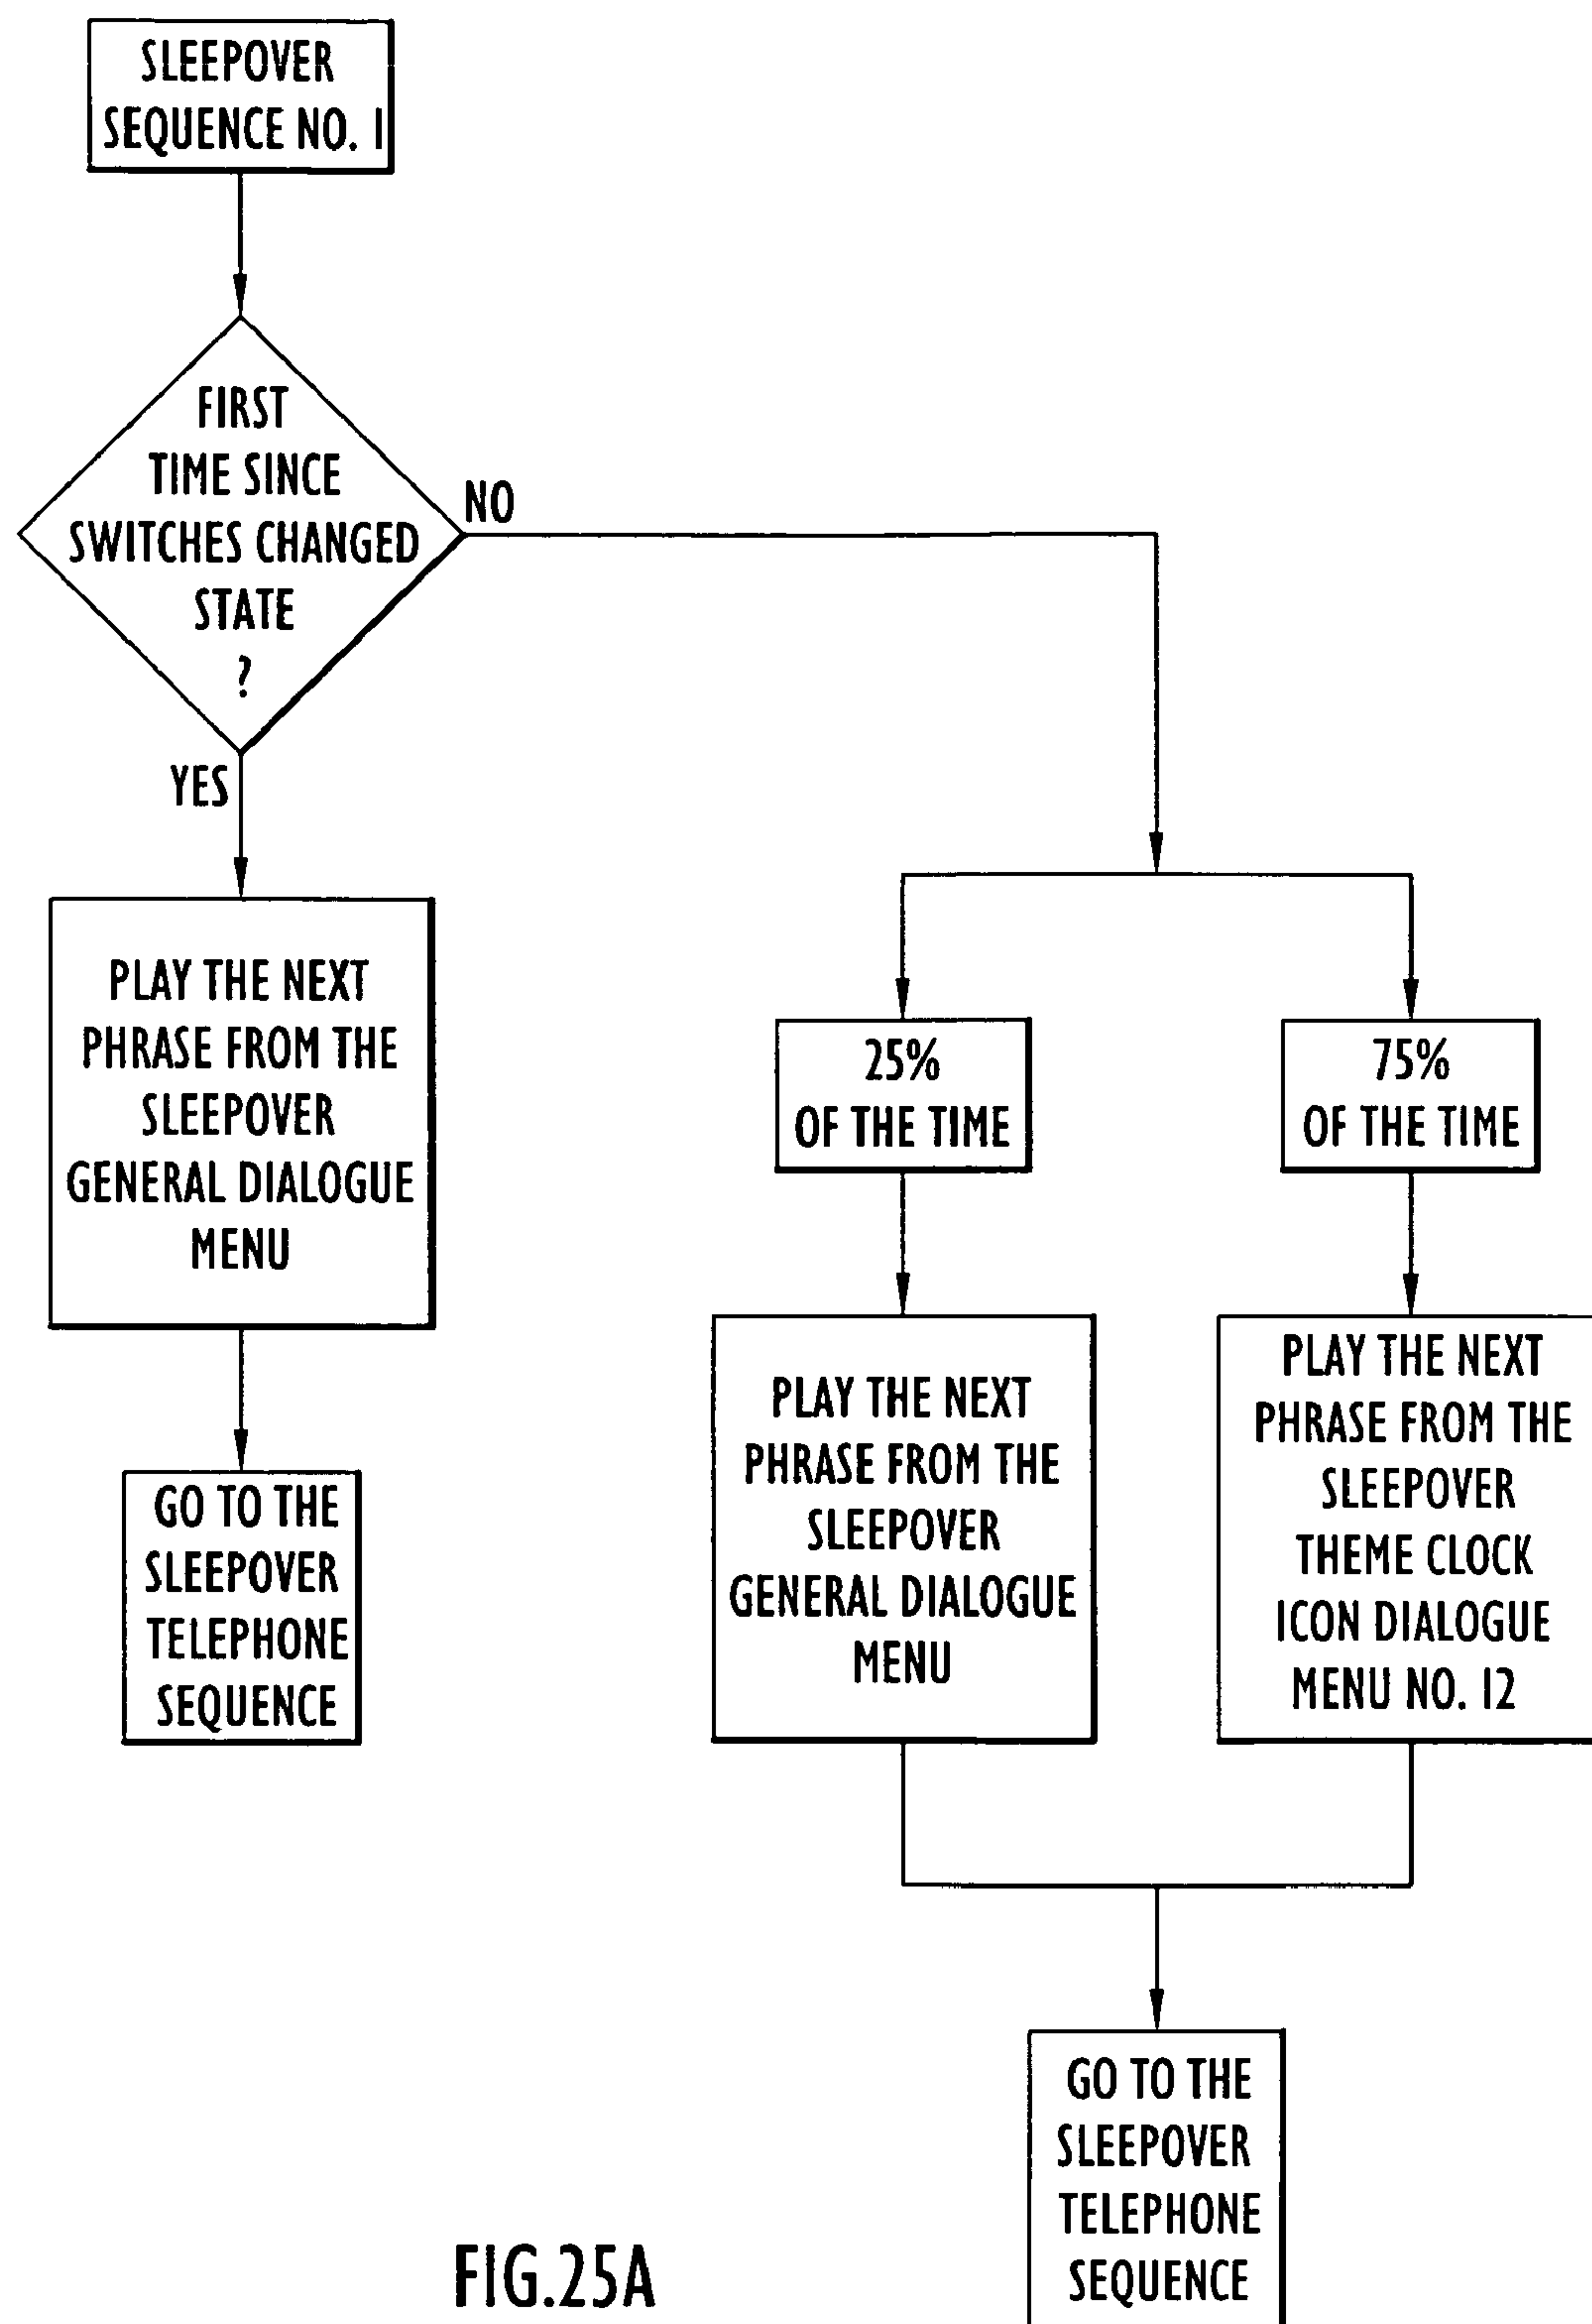 SLEEPOVER
SEQUENCE NO. 1
FIRST
TIME SINCE
SWITCHES CHANGED
STATE
?
NO
YES
PLAY THE NEXT
PHRASE FROM THE
SLEEPOVER
GENERAL DIALOGUE
MENU
GO TO THE
SLEEPOVER
TELEPHONE
SEQUENCE
25%
OF THE TIME
75%
OF THE TIME
PLAY THE NEXT
PHRASE FROM THE
SLEEPOVER
GENERAL DIALOGUE
MENU
PLAY THE NEXT
PHRASE FROM THE
SLEEPOVER
THEME CLOCK
ICON DIALOGUE
MENU NO. 12
GO TO THE
SLEEPOVER
TELEPHONE
SEQUENCE
FIG.25A